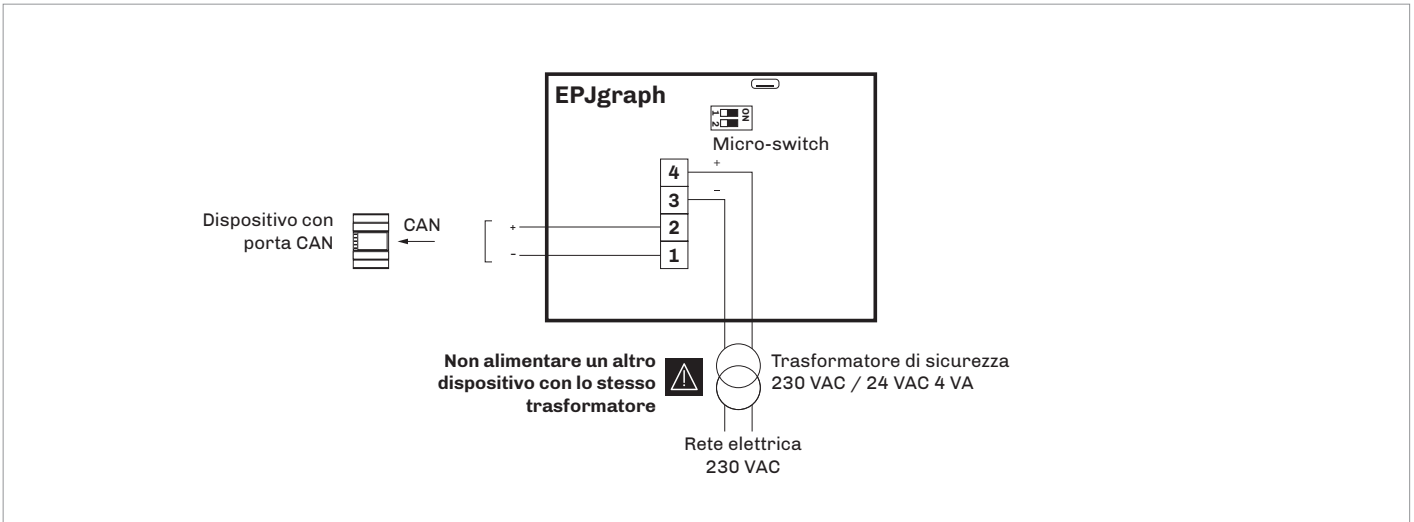 EPJgraph
1 2 ON
Micro-switch
+
4
–
3
Dispositivo con
porta CAN
CAN
+
2
-
1
Non alimentare un altro
dispositivo con lo stesso
trasformatore
Trasformatore di sicurezza
230 VAC / 24 VAC 4 VA
Rete elettrica
230 VAC